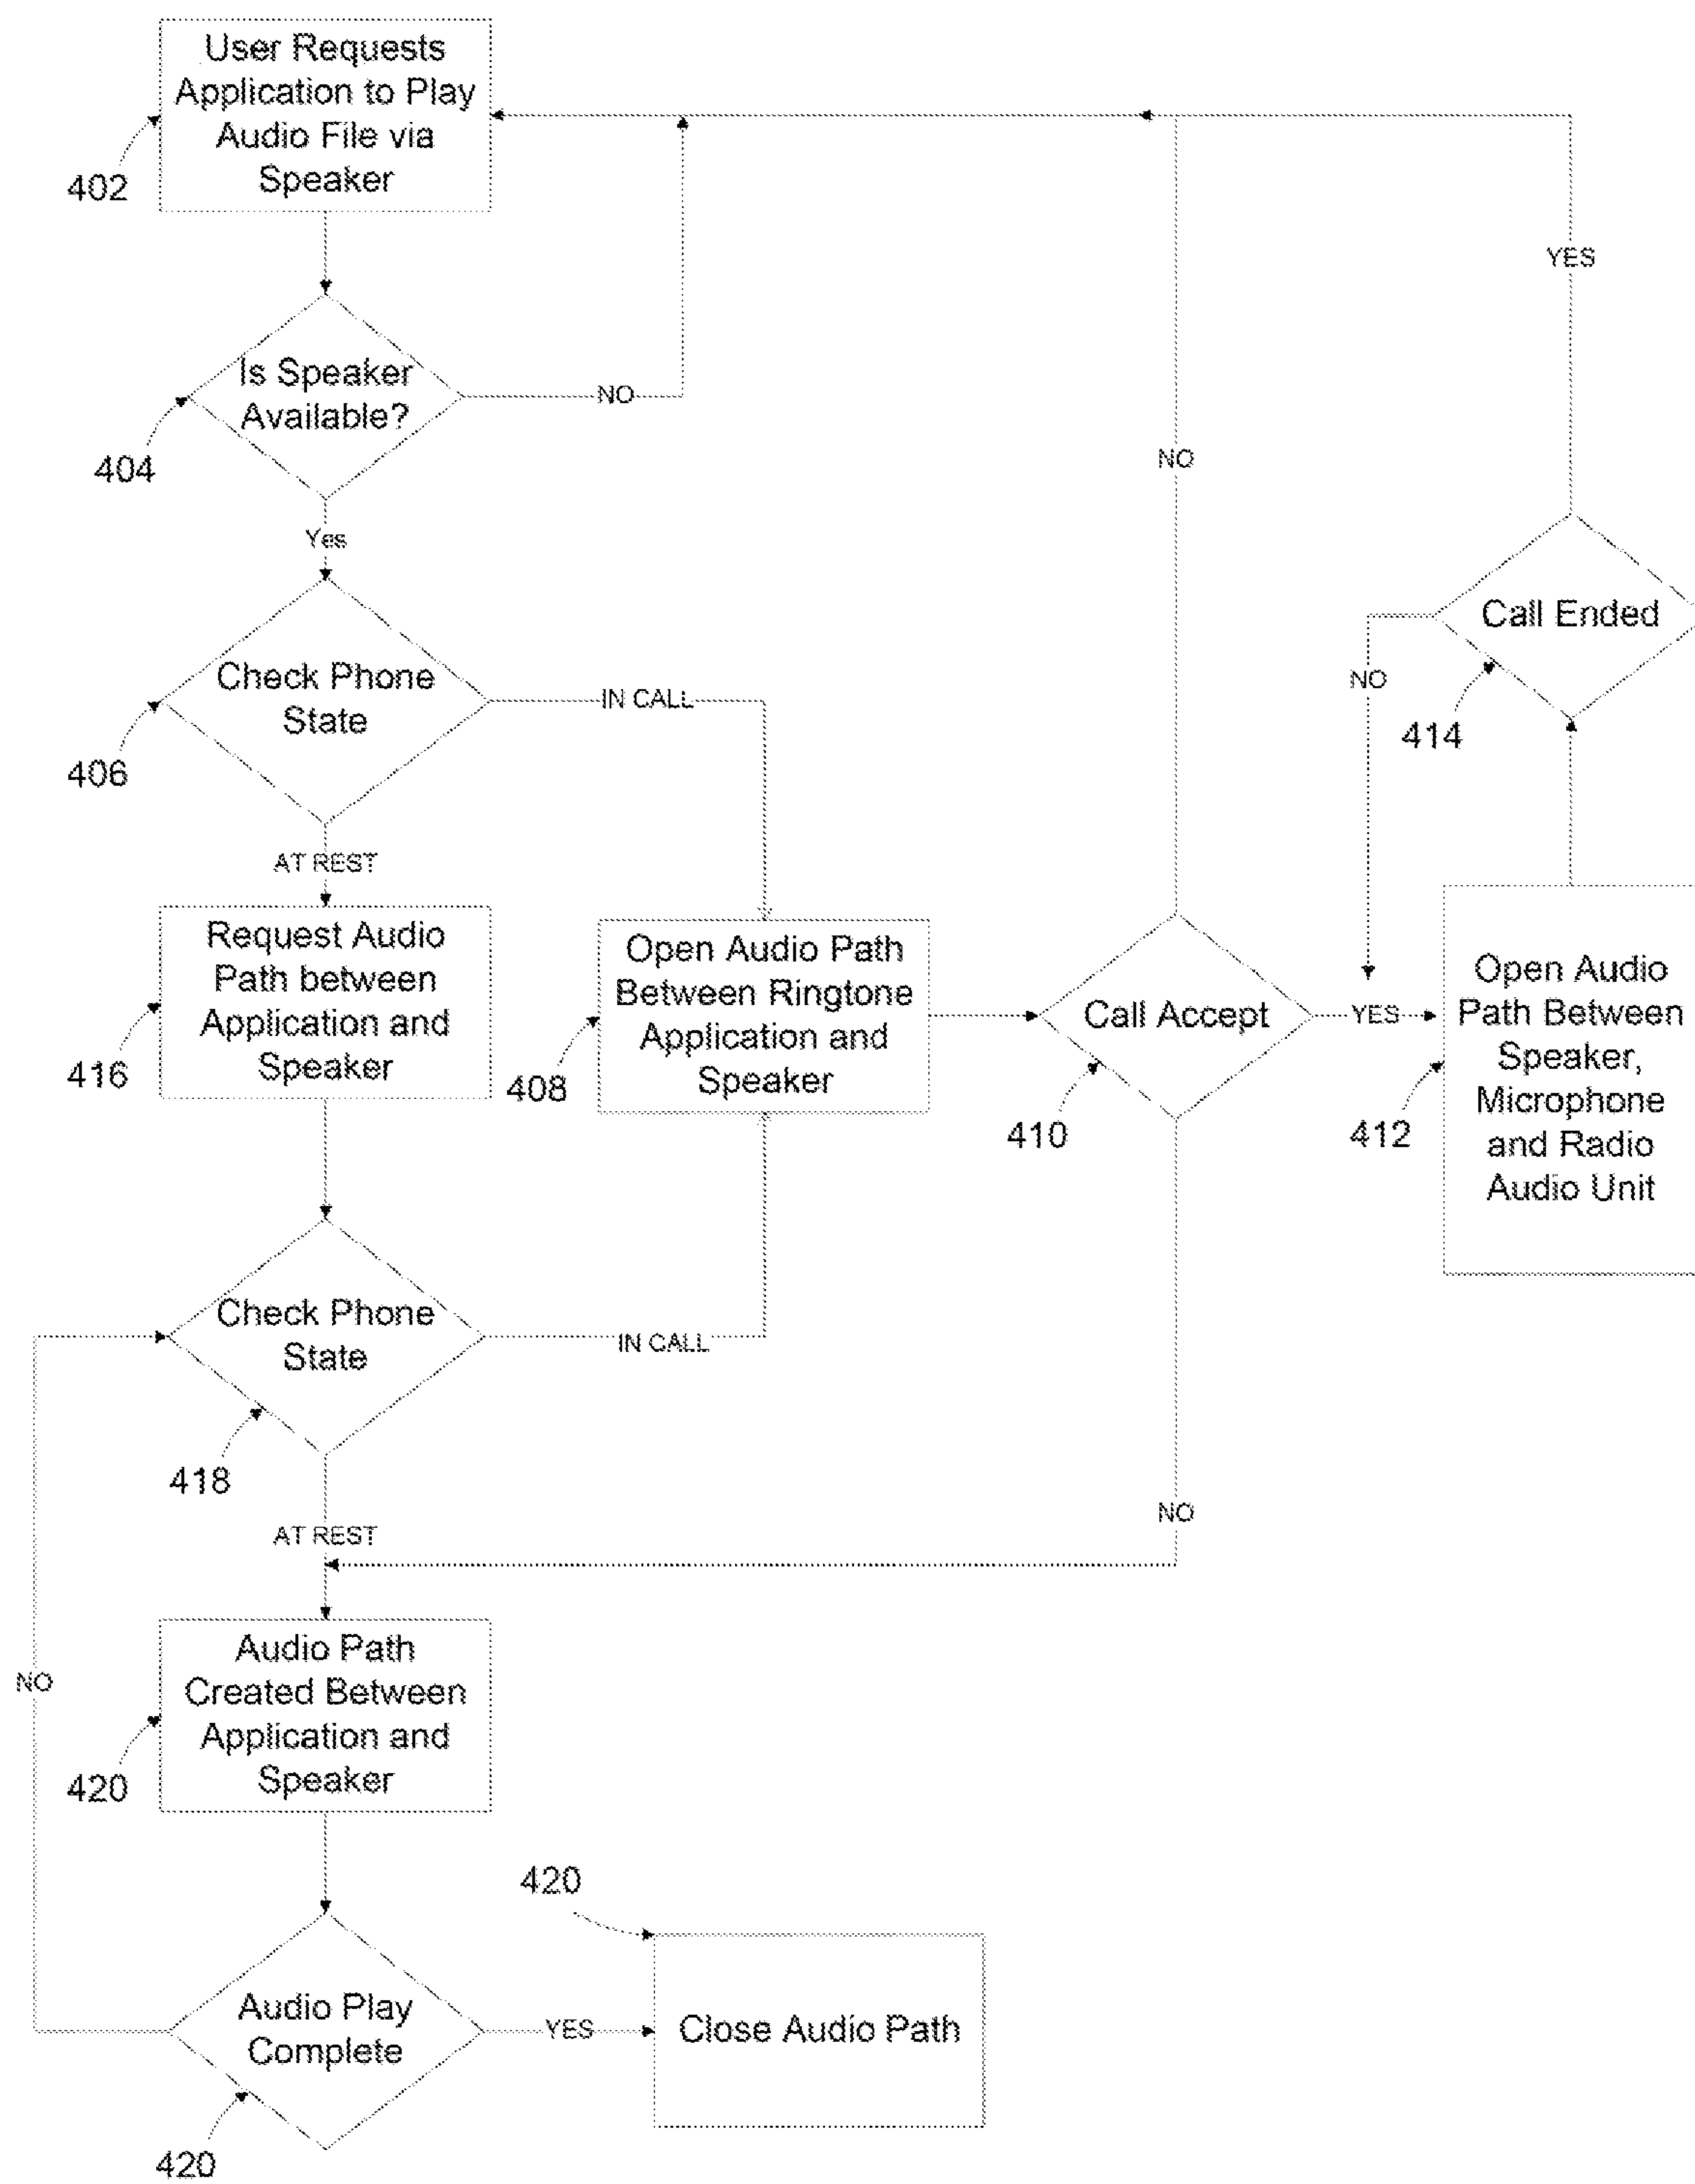 User Requests
Application to Play
Audio File via
Speaker
402
Is Speaker
Available?
404
NO
Yes
Check Phone
State
406
IN CALL
AT REST
Request Audio
Path between
Application and
Speaker
416
Open Audio Path
Between Ringtone
Application and
Speaker
408
Call Accept
410
NO
YES
NO
Open Audio
Path Between
Speaker,
Microphone
and Radio
Audio Unit
412
Call Ended
414
NO
YES
Check Phone
State
418
IN CALL
AT REST
Audio Path
Created Between
Application and
Speaker
420
Audio Play
Complete
420
NO
YES
Close Audio Path
420